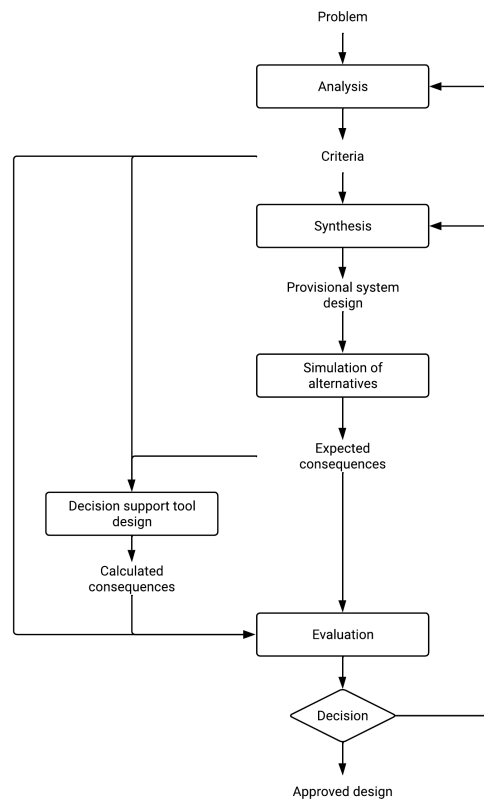 Problem
Analysis
Criteria
Synthesis
Provisional system
design
Simulation of
alternatives
Expected
consequences
Decision support tool
design
Calculated
consequences
Evaluation
Decision
Approved design